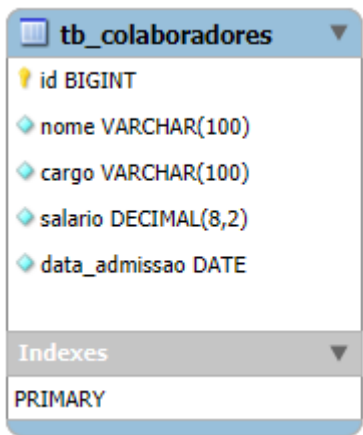 tb_colaboradores
id BIGINT
nome VARCHAR(100)
cargo VARCHAR(100)
salario DECIMAL(8,2)
data_admissao DATE
Indexes
PRIMARY